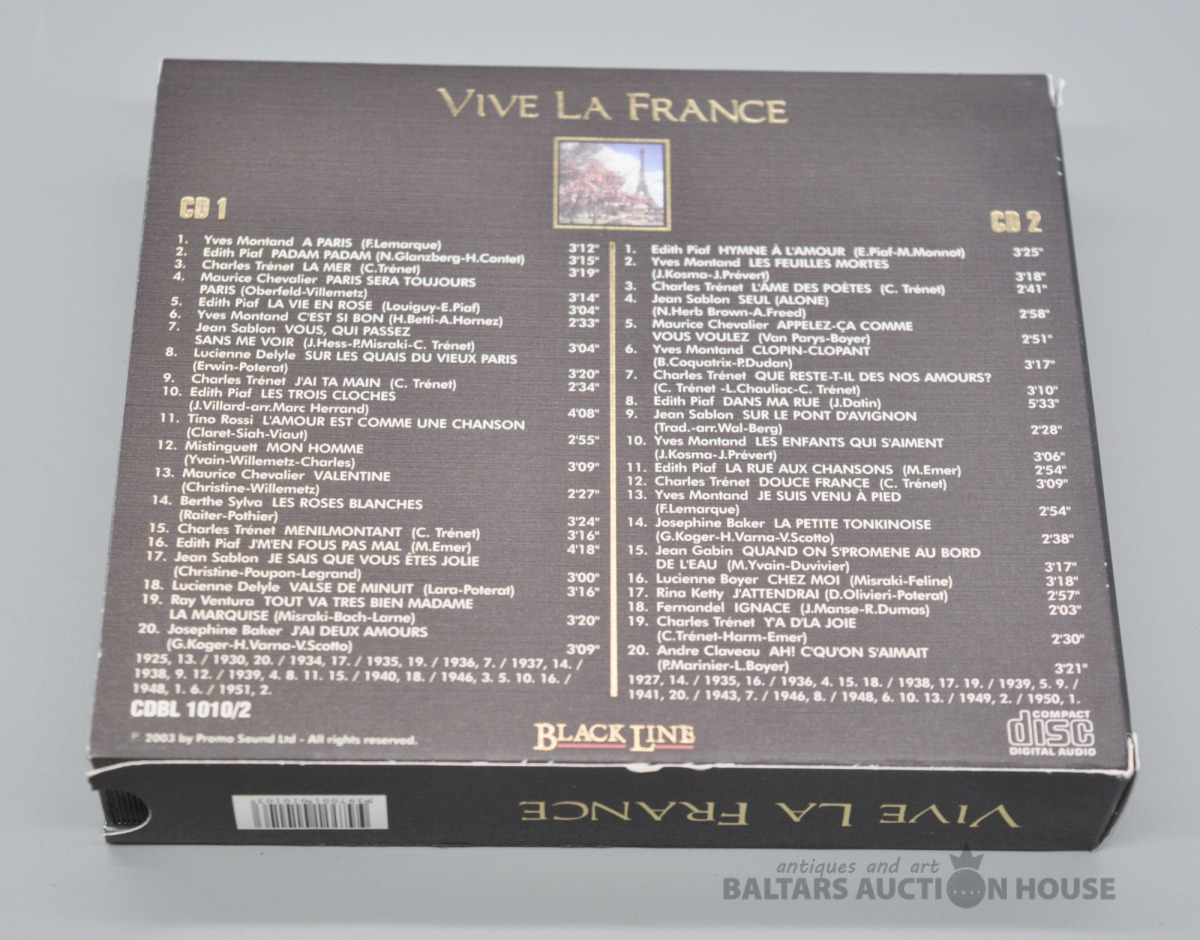 VIVE LA FRANCE
CD 1
1. Yves Montand A PARIS (F.Lemarque) 3'12"
2. Edith Piaf PADAM PADAM (N.Glanzberg-H.Contet) 3'15"
3. Charles Trénet LA MER (C.Trénet) 3'19"
4. Maurice Chevalier PARIS SERA TOUJOURS
PARIS (Oberfeld-Villemetz) 3'14"
5. Edith Piaf LA VIE EN ROSE (Louiguy-E.Piaf) 3'04"
6. Yves Montand C'EST SI BON (H.Betti-A.Hornez) 2'33"
7. Jean Sablon VOUS, QUI PASSEZ
SANS ME VOIR (J.Hess-P.Misraki-C. Trénet) 3'04"
8. Lucienne Delyle SUR LES QUAIS DU VIEUX PARIS
(Erwin-Poterat) 3'20"
9. Charles Trénet J'AI TA MAIN (C. Trénet) 2'34"
10. Edith Piaf LES TROIS CLOCHES
(J.Villard-arr.Marc Herrand) 4'08"
11. Tino Rossi L'AMOUR EST COMME UNE CHANSON
(Claret-Siah-Viaut) 2'55"
12. Mistinguett MON HOMME
(Yvain-Willemetz-Charles) 3'09"
13. Maurice Chevalier VALENTINE
(Christine-Willemetz) 2'27"
14. Berthe Sylva LES ROSES BLANCHES
(Raiter-Pothier) 3'24"
15. Charles Trénet MENILMONTANT (C. Trénet) 3'16"
16. Edith Piaf J'M'EN FOUS PAS MAL (M.Emer) 4'18"
17. Jean Sablon JE SAIS QUE VOUS ÊTES JOLIE
(Christine-Poupon-Legrand) 3'00"
18. Lucienne Delyle VALSE DE MINUIT (Lara-Poterat) 3'16"
19. Ray Ventura TOUT VA TRES BIEN MADAME
LA MARQUISE (Misraki-Bach-Larne) 3'20"
20. Josephine Baker J'AI DEUX AMOURS
(G.Koger-H.Varna-V.Scotto) 3'09"
1925, 13. / 1930, 20. / 1934, 17. / 1935, 19. / 1936, 7. / 1937, 14. /
1938, 9. 12. / 1939, 4. 8. 11. 15. / 1940, 18. / 1946, 3. 5. 10. 16. /
1948, 1. 6. / 1951, 2.
CD 2
1. Edith Piaf HYMNE À L'AMOUR (E.Piaf-M.Monnot) 3'25"
2. Yves Montand LES FEUILLES MORTES
(J.Kosma-J.Prévert) 3'18"
3. Charles Trénet L'ÂME DES POÈTES (C. Trénet) 2'41"
4. Jean Sablon SEUL (ALONE)
(N.Herb Brown-A.Freed) 2'58"
5. Maurice Chevalier APPELEZ-ÇA COMME
VOUS VOULEZ (Van Parys-Boyer) 2'51"
6. Yves Montand CLOPIN-CLOPANT
(B.Coquatrix-P.Dudan) 3'17"
7. Charles Trénet QUE RESTE-T-IL DES NOS AMOURS?
(C. Trénet -L.Chauliac-C. Trénet) 3'10"
8. Edith Piaf DANS MA RUE (J.Datin) 5'33"
9. Jean Sablon SUR LE PONT D'AVIGNON
(Trad.-arr.Wal-Berg) 2'28"
10. Yves Montand LES ENFANTS QUI S'AIMENT
(J.Kosma-J.Prévert) 3'06"
11. Edith Piaf LA RUE AUX CHANSONS (M.Emer) 2'54"
12. Charles Trénet DOUCE FRANCE (C. Trénet) 3'09"
13. Yves Montand JE SUIS VENU À PIED
(F.Lemarque) 2'54"
14. Josephine Baker LA PETITE TONKINOISE
(G.Koger-H.Varna-V.Scotto) 2'38"
15. Jean Gabin QUAND ON S'PROMENE AU BORD
DE L'EAU (M.Yvain-Duvivier) 3'17"
16. Lucienne Boyer CHEZ MOI (Misraki-Feline) 3'18"
17. Rina Ketty J'ATTENDRAI (D.Olivieri-Poterat) 2'57"
18. Fernandel IGNACE (J.Manse-R.Dumas) 2'03"
19. Charles Trénet Y'A D'LA JOIE
(C.Trénet-Harm-Emer) 2'30"
20. Andre Claveau AH! C'QU'ON S'AIMAIT
(P.Marinier-L.Boyer) 3'21"
1927, 14. / 1935, 16. / 1936, 4. 15. 18. / 1938, 17. 19. / 1939, 5. 9. /
1941, 20. / 1943, 7. / 1946, 8. / 1948, 6. 10. 13. / 1949, 2. / 1950, 1.
CDBL 1010/2
℗ 2003 by Promo Sound Ltd - All rights reserved.
BLACK LINE
COMPACT
disc
DIGITAL AUDIO
VIVE LA FRANCE
antiques and art
BALTARS AUCTION HOUSE